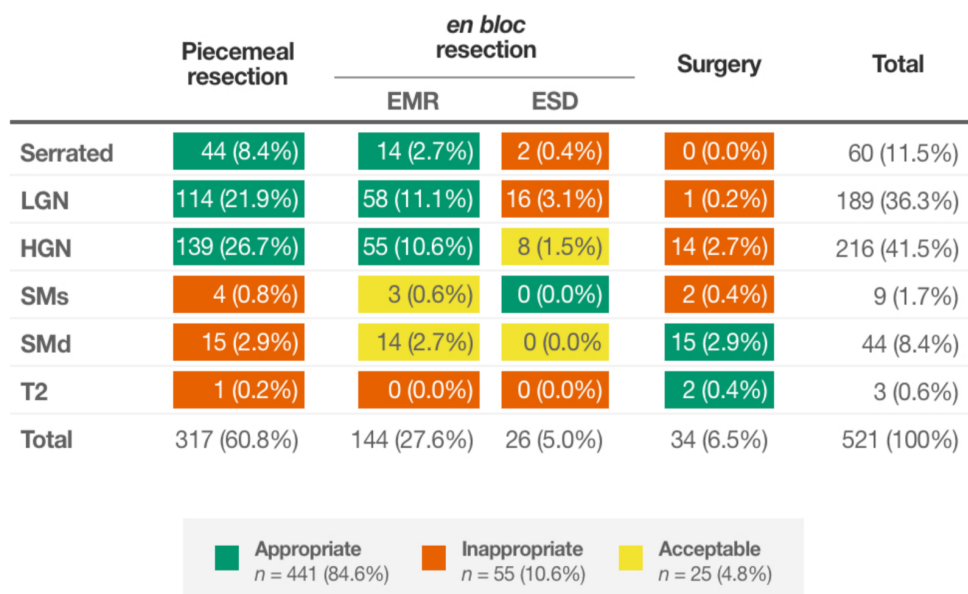 Piecemeal resection
en bloc resection
Surgery
Total
EMR
ESD
Serrated 44 (8.4%) 14 (2.7%) 2 (0.4%) 0 (0.0%) 60 (11.5%)
LGN 114 (21.9%) 58 (11.1%) 16 (3.1%) 1 (0.2%) 189 (36.3%)
HGN 139 (26.7%) 55 (10.6%) 8 (1.5%) 14 (2.7%) 216 (41.5%)
SMs 4 (0.8%) 3 (0.6%) 0 (0.0%) 2 (0.4%) 9 (1.7%)
SMd 15 (2.9%) 14 (2.7%) 0 (0.0% 15 (2.9%) 44 (8.4%)
T2 1 (0.2%) 0 (0.0%) 0 (0.0%) 2 (0.4%) 3 (0.6%)
Total 317 (60.8%) 144 (27.6%) 26 (5.0%) 34 (6.5%) 521 (100%)
Appropriate
n = 441 (84.6%)
Inappropriate
n = 55 (10.6%)
Acceptable
n = 25 (4.8%)